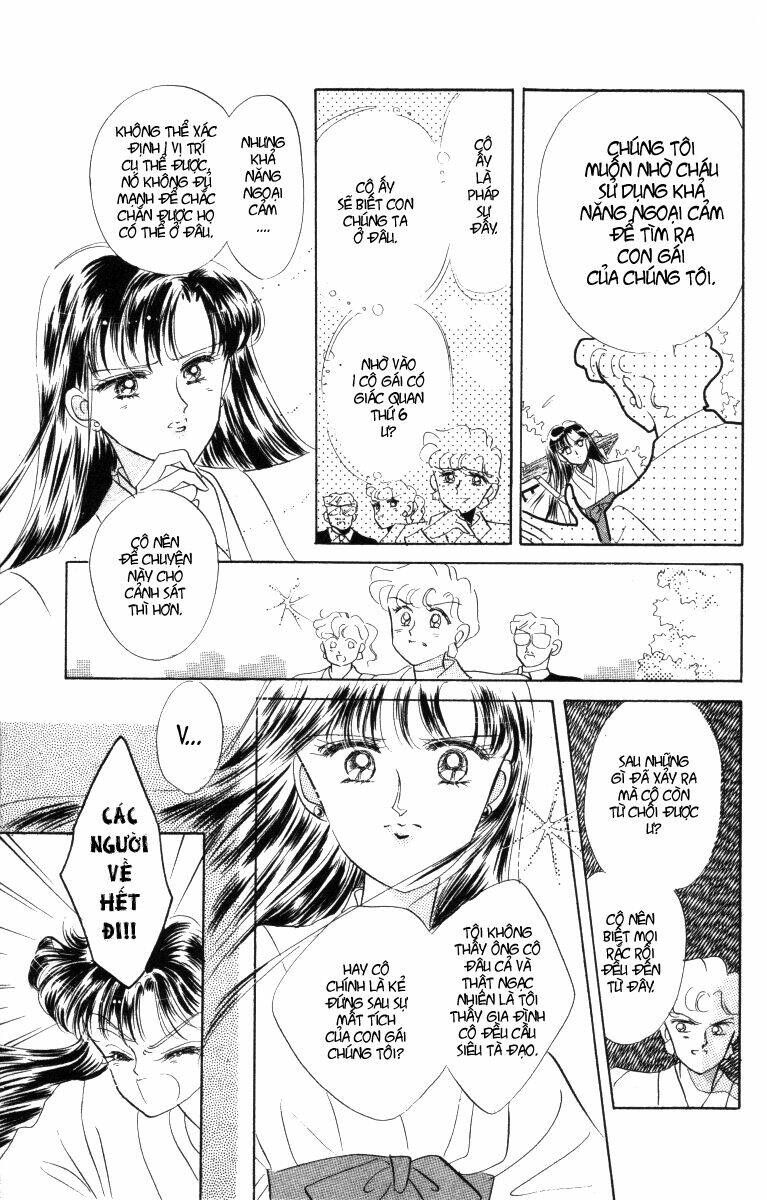 CHÚNG TÔI
MUỐN NHỜ CHÁU
SỬ DỤNG KHẢ
NĂNG NGOẠI CẢM
ĐỂ TÌM RA
CON GÁI
CỦA CHÚNG TÔI.
CÔ
ẤY
LÀ
PHÁP
SƯ
ĐẤY.
CÔ ẤY
SẼ BIẾT CON
CHÚNG TA
Ở ĐÂU.
NHỜ VÀO
1 CÔ GÁI CÓ
GIÁC QUAN
THỨ 6
Ư?
NHƯNG
KHẢ
NĂNG
NGOẠI
CẢM
....
KHÔNG THỂ XÁC
ĐỊNH 1 VỊ TRÍ
CỤ THỂ ĐƯỢC,
NÓ KHÔNG ĐỦ
MẠNH ĐỂ CHẮC
CHẮN ĐƯỢC HỌ
CÓ THỂ Ở ĐÂU.
CÔ NÊN
ĐỂ CHUYỆN
NÀY CHO
CẢNH SÁT
THÌ HƠN.
SAU NHỮNG
GÌ ĐÃ XẢY RA
MÀ CÔ CÒN
TỪ CHỐI ĐƯỢC
Ư?
CÔ NÊN
BIẾT MỌI
RẮC RỐI
ĐỀU ĐẾN
TỪ ĐÂY.
TÔI KHÔNG
THẤY ÔNG CÔ
ĐÂU CẢ VÀ
THẬT NGẠC
NHIÊN LÀ TÔI
THẤY GIA ĐÌNH
CÔ ĐỀU CẦU
SIÊU TÀ ĐẠO.
HAY CÔ
CHÍNH LÀ KẺ
ĐỨNG SAU SỰ
MẤT TÍCH
CỦA CON GÁI
CHÚNG TÔI?
V...
CÁC
NGƯỜI
VỀ
HẾT
ĐI!!!